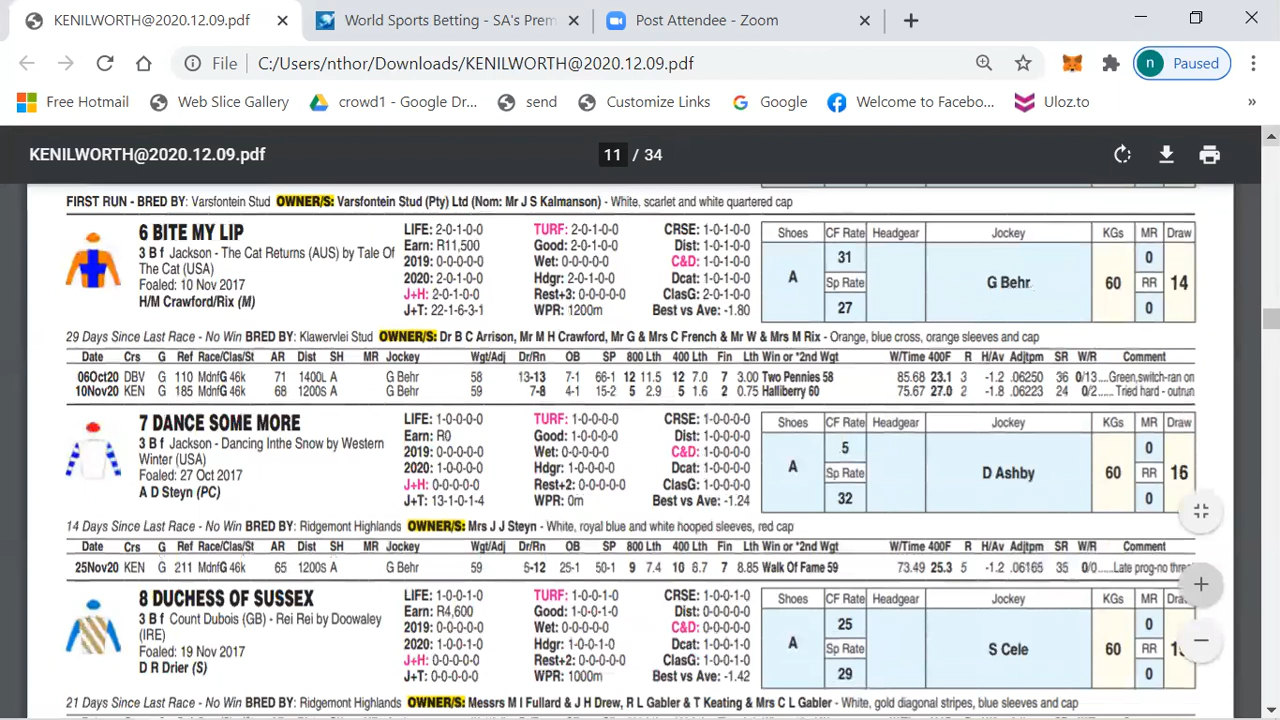 KENILWORTH@2020.12.09.pdf
World Sports Betting - SA's Prem
Post Attendee - Zoom
File C:/Users/nthor/Downloads/KENILWORTH@2020.12.09.pdf
n Paused
Free Hotmail Web Slice Gallery crowd1 - Google Dr... send Customize Links Google Welcome to Facebo... Uloz.to »
KENILWORTH@2020.12.09.pdf 11 / 34
FIRST RUN - BRED BY: Varsfontein Stud OWNER/S: Varsfontein Stud (Pty) Ltd (Nom: Mr J S Kalmanson) - White, scarlet and white quartered cap
6 BITE MY LIP
3 B f Jackson - The Cat Returns (AUS) by Tale Of
The Cat (USA)
Foaled: 10 Nov 2017
H/M Crawford/Rix (M)
LIFE: 2-0-1-0-0 TURF: 2-0-1-0-0 CRSE: 1-0-1-0-0
Earn: R11,500 Good: 2-0-1-0-0 Dist: 1-0-1-0-0
2019: 0-0-0-0-0 Wet: 0-0-0-0-0 C&D: 1-0-1-0-0
2020: 2-0-1-0-0 Hdgr: 2-0-1-0-0 Dcat: 1-0-1-0-0
J+H: 2-0-1-0-0 Rest+3: 0-0-0-0-0 ClasG: 2-0-1-0-0
J+T: 22-1-6-3-1 WPR: 1200m Best vs Ave: -1.80
Shoes CF Rate Headgear Jockey KGs MR Draw
A 31 G Behr 60 0 14
Sp Rate RR
27 0
29 Days Since Last Race - No Win BRED BY: Klawervlei Stud OWNER/S: Dr B C Arrison, Mr M H Crawford, Mr G & Mrs C French & Mr W & Mrs M Rix - Orange, blue cross, orange sleeves and cap
Date Crs G Ref Race/Clas/St AR Dist SH MR Jockey Wgt/Adj Dr/Rn OB SP 800 Lth 400 Lth Fin Lth Win or *2nd Wgt W/Time 400F R H/Av Adjtpm SR W/R Comment
06Oct20 DBV G 110 MdnfG 46k 71 1400L A G Behr 58 13-13 7-1 66-1 12 11.5 12 7.0 7 3.00 Two Pennies 58 85.68 23.1 3 -1.2 .06250 36 0/13....Green,switch-ran on
10Nov20 KEN G 185 MdnfG 46k 68 1200S A G Behr 59 7-8 4-1 15-2 5 2.9 5 1.6 2 0.75 Halliberry 60 75.67 27.0 2 -1.8 .06223 24 0/2...... Tried hard - outrun
7 DANCE SOME MORE
3 B f Jackson - Dancing Inthe Snow by Western
Winter (USA)
Foaled: 27 Oct 2017
A D Steyn (PC)
LIFE: 1-0-0-0-0 TURF: 1-0-0-0-0 CRSE: 1-0-0-0-0
Earn: R0 Good: 1-0-0-0-0 Dist: 1-0-0-0-0
2019: 0-0-0-0-0 Wet: 0-0-0-0-0 C&D: 1-0-0-0-0
2020: 1-0-0-0-0 Hdgr: 1-0-0-0-0 Dcat: 1-0-0-0-0
J+H: 0-0-0-0-0 Rest+2: 0-0-0-0-0 ClasG: 1-0-0-0-0
J+T: 13-1-0-1-4 WPR: 0m Best vs Ave: -1.24
Shoes CF Rate Headgear Jockey KGs MR Draw
A 5 D Ashby 60 0 16
Sp Rate RR
32 0
14 Days Since Last Race - No Win BRED BY: Ridgemont Highlands OWNER/S: Mrs J J Steyn - White, royal blue and white hooped sleeves, red cap
Date Crs G Ref Race/Clas/St AR Dist SH MR Jockey Wgt/Adj Dr/Rn OB SP 800 Lth 400 Lth Fin Lth Win or *2nd Wgt W/Time 400F R H/Av Adjtpm SR W/R Comment
25Nov20 KEN G 211 MdnfG 46k 65 1200S A G Behr 59 5-12 25-1 50-1 9 7.4 10 8.7 7 8.85 Walk Of Fame 59 73.49 25.3 5 -1.2 .06165 35 0/0......Late prog-no
8 DUCHESS OF SUSSEX
3 B f Count Dubois (GB) - Rei Rei by Doowaley
(IRE)
Foaled: 19 Nov 2017
D R Drier (S)
LIFE: 1-0-0-1-0 TURF: 1-0-0-1-0 CRSE: 1-0-0-1-0
Earn: R4,600 Good: 1-0-0-1-0 Dist: 0-0-0-0-0
2019: 0-0-0-0-0 Wet: 0-0-0-0-0 C&D: 0-0-0-0-0
2020: 1-0-0-1-0 Hdgr: 1-0-0-1-0 Dcat: 1-0-0-1-0
J+H: 0-0-0-0-0 Rest+2: 0-0-0-0-0 ClasG: 1-0-0-1-0
J+T: 0-0-0-0-0 WPR: 1000m Best vs Ave: -1.42
Shoes CF Rate Headgear Jockey KGs MR
A 25 S Cele 60 0
Sp Rate RR
29 0
21 Days Since Last Race - No Win BRED BY: Ridgemont Highlands OWNER/S: Messrs M I Fullard & J H Drew, R L Gabler & T Keating & Mrs C L Gabler - White, gold diagonal stripes, blue sleeves and cap